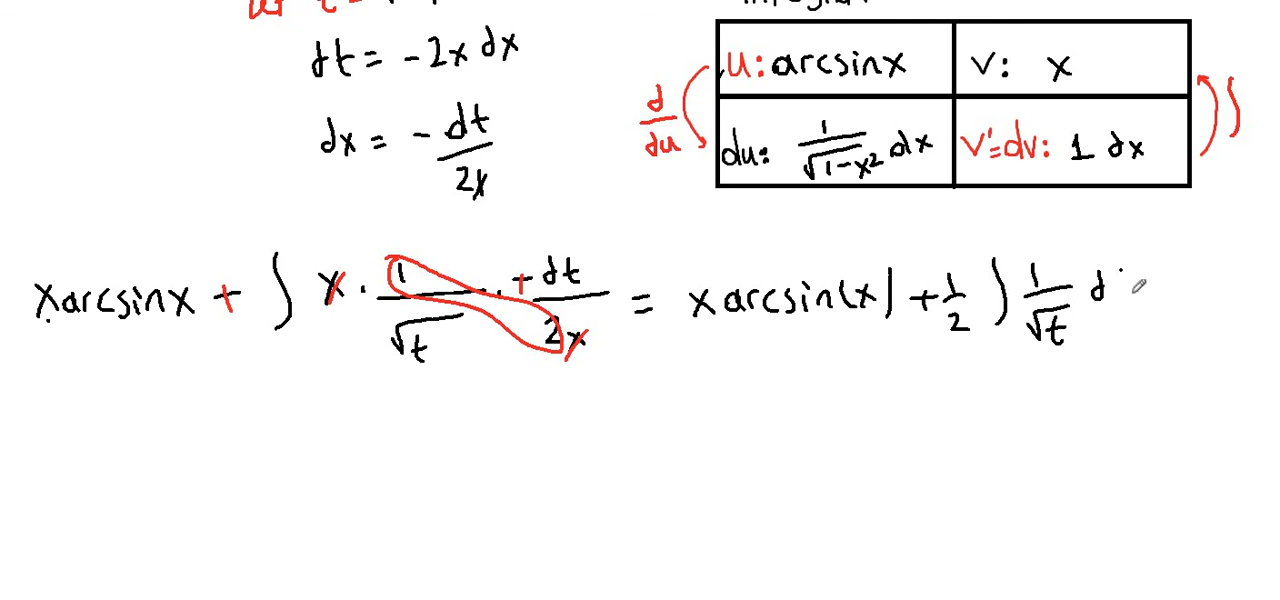 let t =
dt = -2x dx
dx = - dt/2x
u: arcsinx
v: x
d/du
du: 1/√1-x² dx
v'=dv: 1 dx
∫
xarcsinx + ∫ x · 1/√t · + dt/2x = xarcsin(x) + 1/2 ∫ 1/√t d